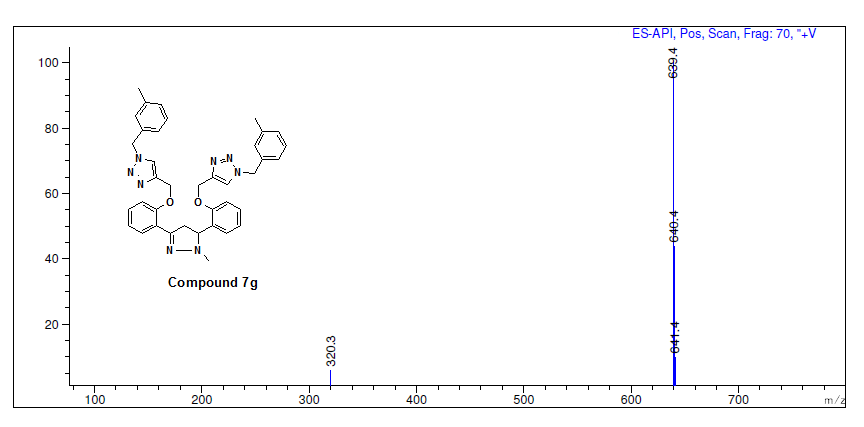 ES-API, Pos, Scan, Frag: 70, "+V
100
80
60
40
20
639.4
640.4
641.4
320.3
N
N
N
N
N
N
O
O
N
N
Compound 7g
100
200
300
400
500
600
700
m/z